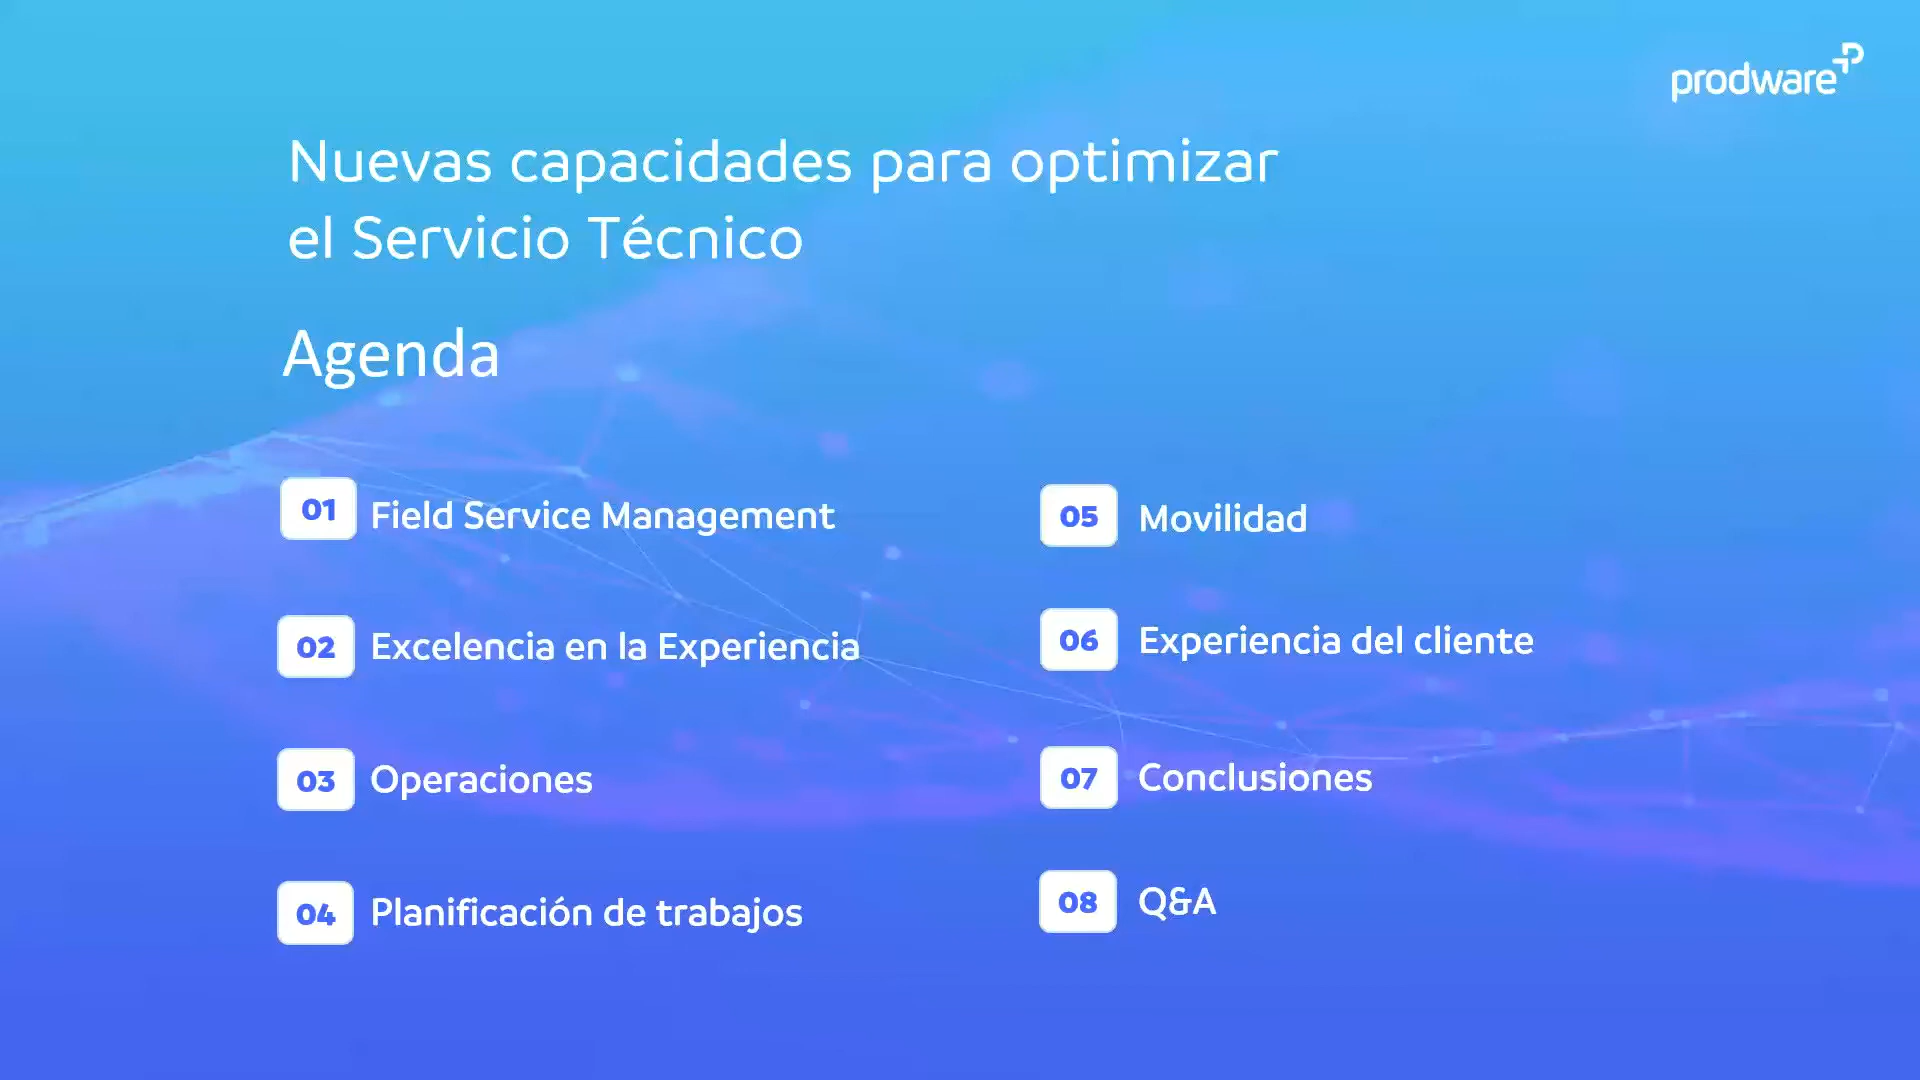 prodware
Nuevas capacidades para optimizar
el Servicio Técnico
Agenda
01 Field Service Management
02 Excelencia en la Experiencia
03 Operaciones
04 Planificación de trabajos
05 Movilidad
06 Experiencia del cliente
07 Conclusiones
08 Q&A